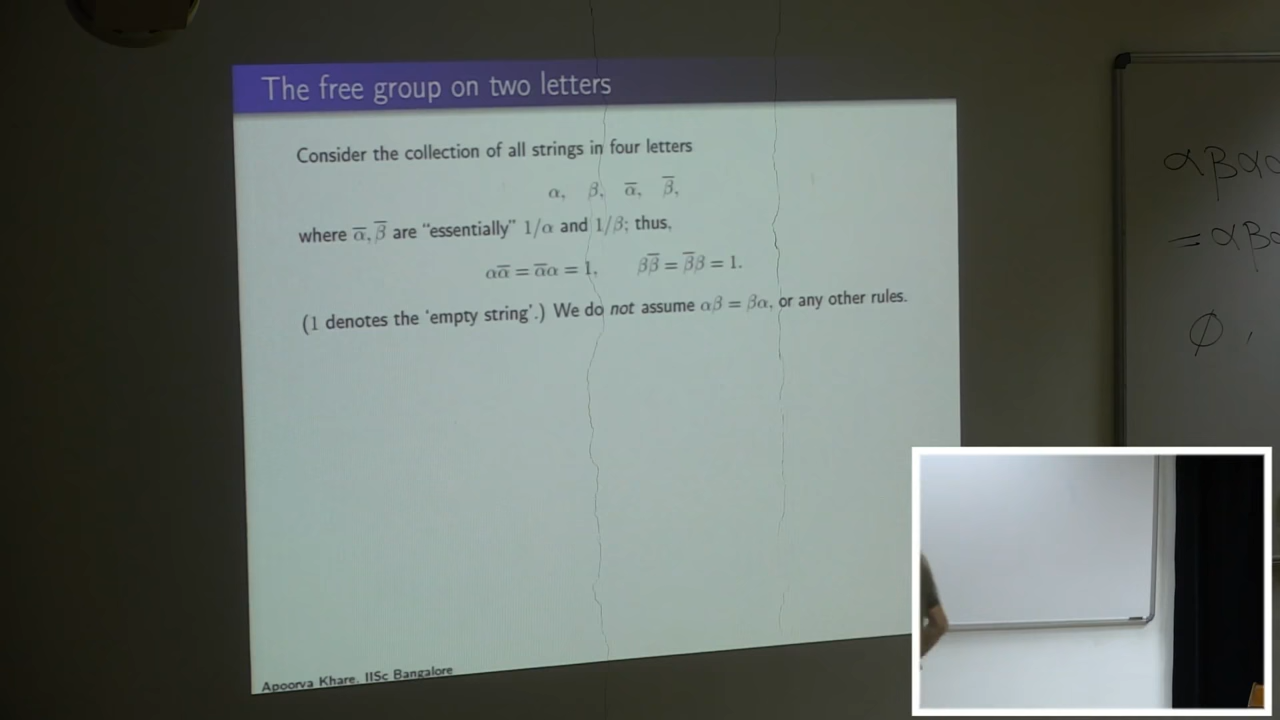 The free group on two letters
Consider the collection of all strings in four letters
α, β, α̅, β̅,
where α̅, β̅ are “essentially” 1/α and 1/β; thus,
αα̅ = α̅α = 1, ββ̅ = β̅β = 1.
(1 denotes the ‘empty string’.) We do not assume αβ = βα, or any other rules.
Apoorva Khare, IISc Bangalore
αβα
= αβ
∅ ,